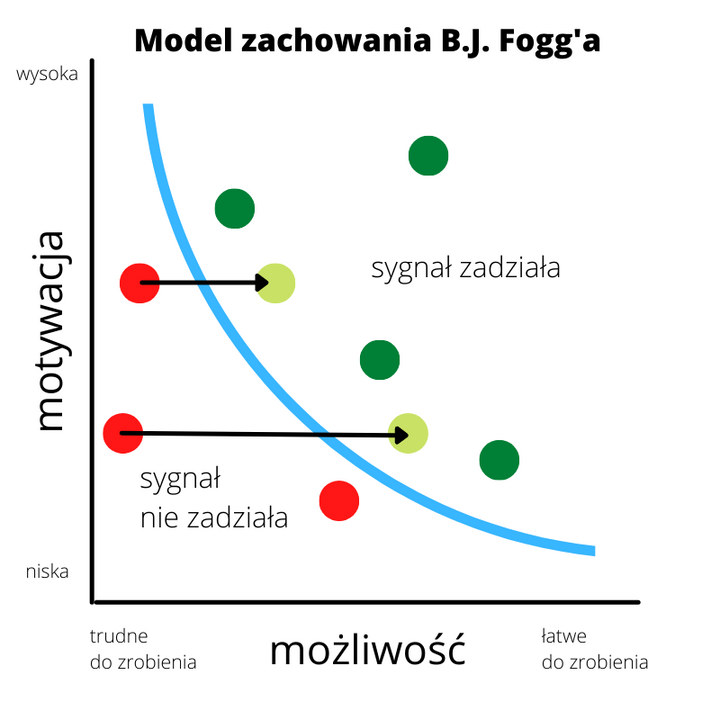 Model zachowania B.J. Fogg'a
wysoka
motywacja
sygnał zadziała
sygnał
nie zadziała
niska
trudne
do zrobienia
możliwość
łatwe
do zrobienia